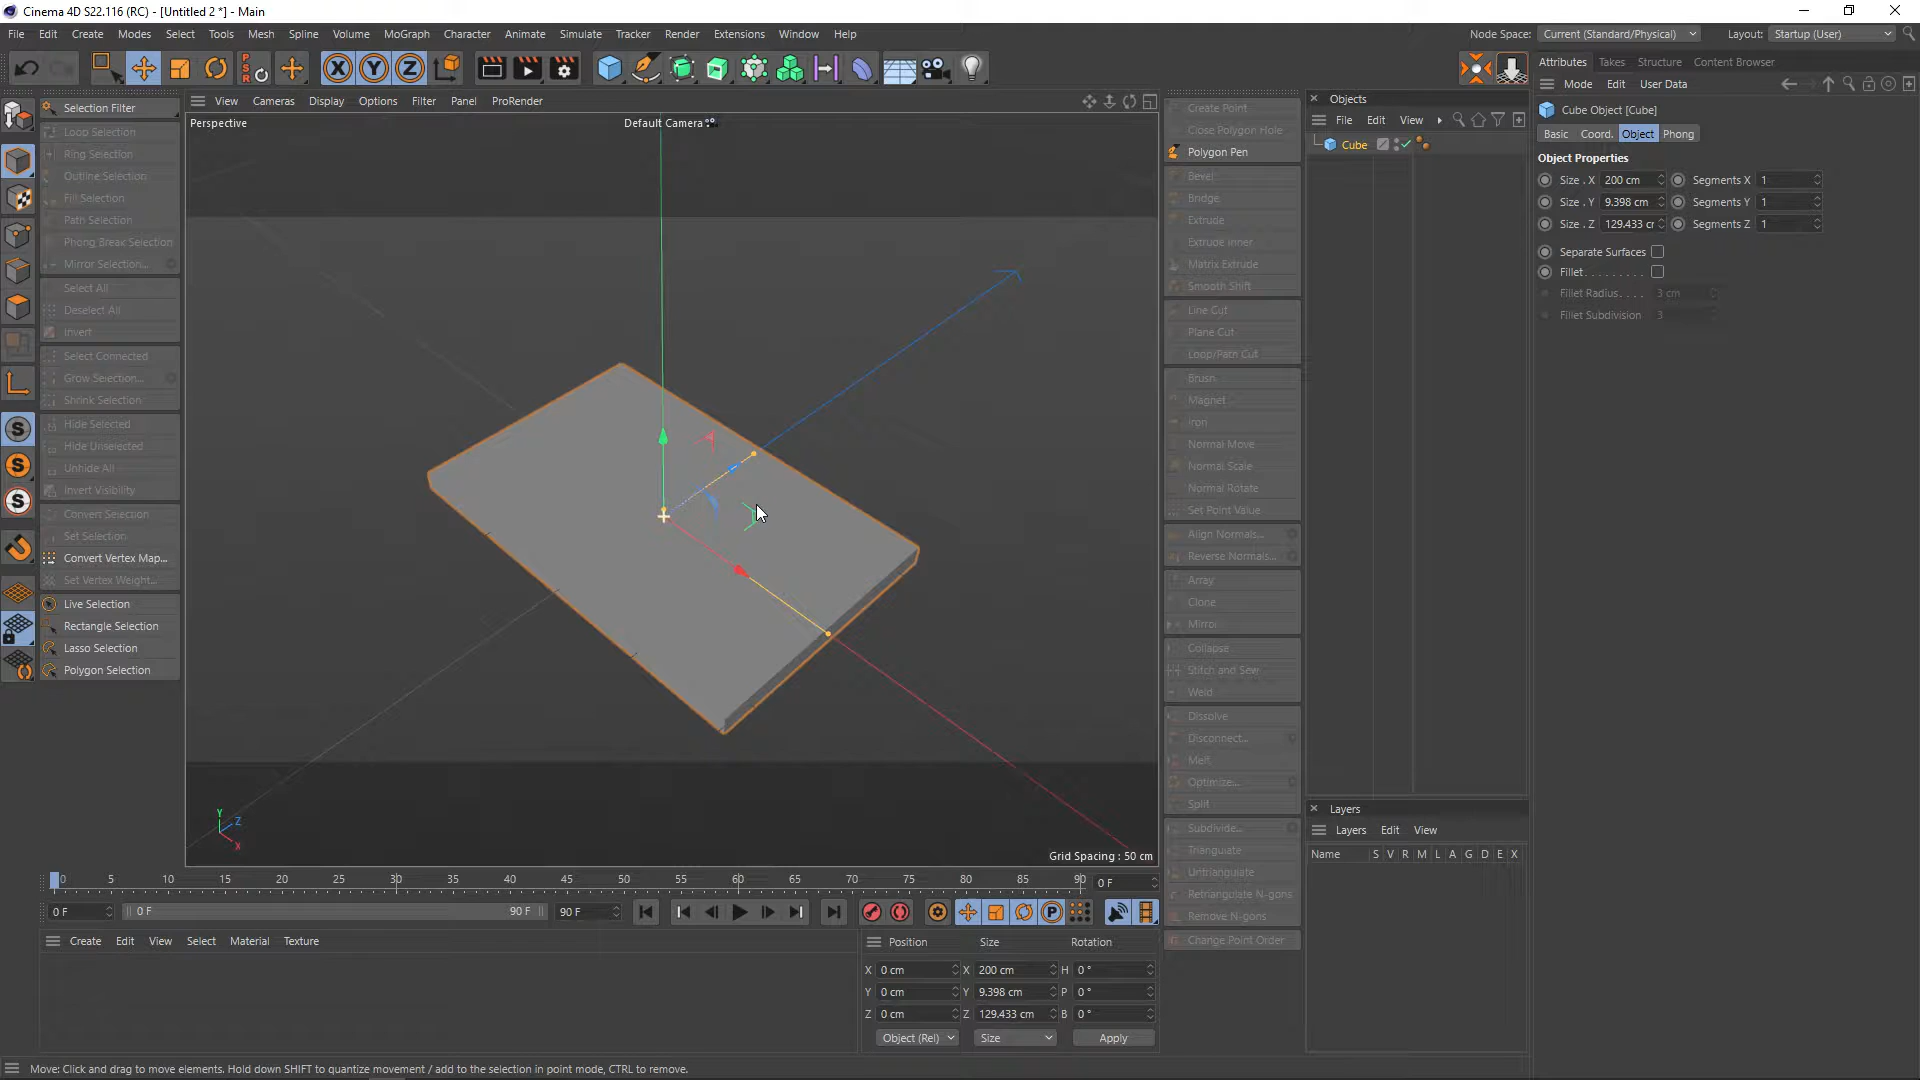 Cinema 4D S22.116 (RC) - [Untitled 2 *] - Main
File Edit Create Modes Select Tools Mesh Spline Volume MoGraph Character Animate Simulate Tracker Render Extensions Window Help
Node Space: Current (Standard/Physical) Layout: Startup (User)
Selection Filter
Loop Selection
Ring Selection
Outline Selection
Fill Selection
Path Selection
Phong Break Selection
Mirror Selection...
Select All
Deselect All
Invert
Select Connected
Grow Selection...
Shrink Selection
Hide Selected
Hide Unselected
Unhide All
Invert Visibility
Convert Selection
Set Selection
Convert Vertex Map...
Set Vertex Weight...
Live Selection
Rectangle Selection
Lasso Selection
Polygon Selection
P
S
R
X Y Z
View Cameras Display Options Filter Panel ProRender
Perspective
Default Camera
Y
Z
X
Grid Spacing : 50 cm
Create Point
Close Polygon Hole
Polygon Pen
Bevel
Bridge
Extrude
Extrude Inner
Matrix Extrude
Smooth Shift
Line Cut
Plane Cut
Loop/Path Cut
Brush
Magnet
Iron
Normal Move
Normal Scale
Normal Rotate
Set Point Value
Align Normals...
Reverse Normals...
Array
Clone
Mirror
Collapse
Stitch and Sew
Weld
Dissolve
Disconnect...
Melt
Optimize...
Split
Subdivide...
Triangulate
Untriangulate
Retriangulate N-gons
Remove N-gons
Change Point Order
Objects
File Edit View
Cube
Layers
Layers Edit View
Name S V R M L A G D E X
Attributes Takes Structure Content Browser
Mode Edit User Data
Cube Object [Cube]
Basic Coord. Object Phong
Object Properties
Size . X 200 cm Segments X 1
Size . Y 9.398 cm Segments Y 1
Size . Z 129.433 cr Segments Z 1
Separate Surfaces
Fillet . . . . . . . . .
Fillet Radius . . . . 3 cm
Fillet Subdivision 3
0 5 10 15 20 25 30 35 40 45 50 55 60 65 70 75 80 85 90 0 F
0 F 0 F 90 F 90 F
Create Edit View Select Material Texture
Position Size Rotation
X 0 cm X 200 cm H 0 °
Y 0 cm Y 9.398 cm P 0 °
Z 0 cm Z 129.433 cm B 0 °
Object (Rel) Size Apply
Move: Click and drag to move elements. Hold down SHIFT to quantize movement / add to the selection in point mode, CTRL to remove.